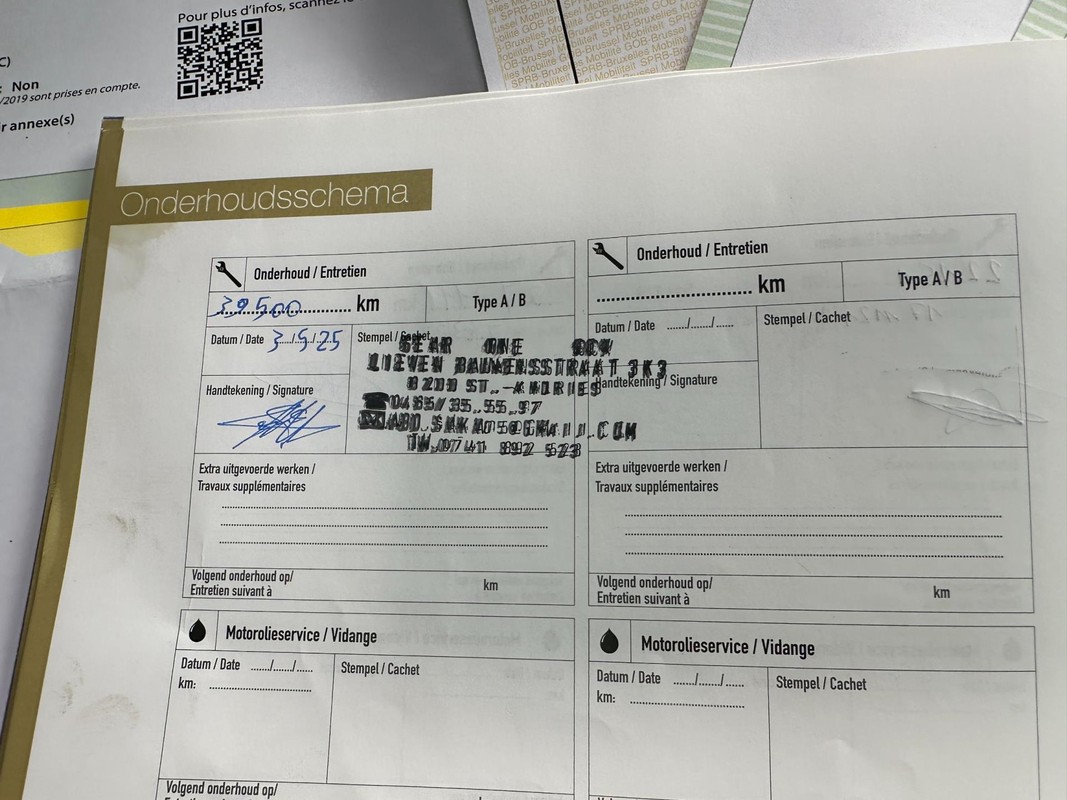 Pour plus d'infos, scannez le
C)
: Non
/2019 sont prises en compte.
r annexe(s)
Onderhoudsschema
Onderhoud / Entretien
39500 km
Type A / B
Datum / Date 3/5/25
Stempel / Cachet
GEAR ONE BCV
LIEVEN BAUWENSSTRAAT 3K3
8200 ST.-ANDRIES
Handtekening / Signature
Extra uitgevoerde werken /
Travaux supplémentaires
Volgend onderhoud op/
Entretien suivant à
km
Onderhoud / Entretien
km
Type A / B
Datum / Date ....../....../......
Stempel / Cachet
Handtekening / Signature
Extra uitgevoerde werken /
Travaux supplémentaires
Volgend onderhoud op/
Entretien suivant à
km
Motorolieservice / Vidange
Datum / Date ....../....../......
Stempel / Cachet
km:
Volgend onderhoud op/
Motorolieservice / Vidange
Datum / Date ....../....../......
Stempel / Cachet
km: